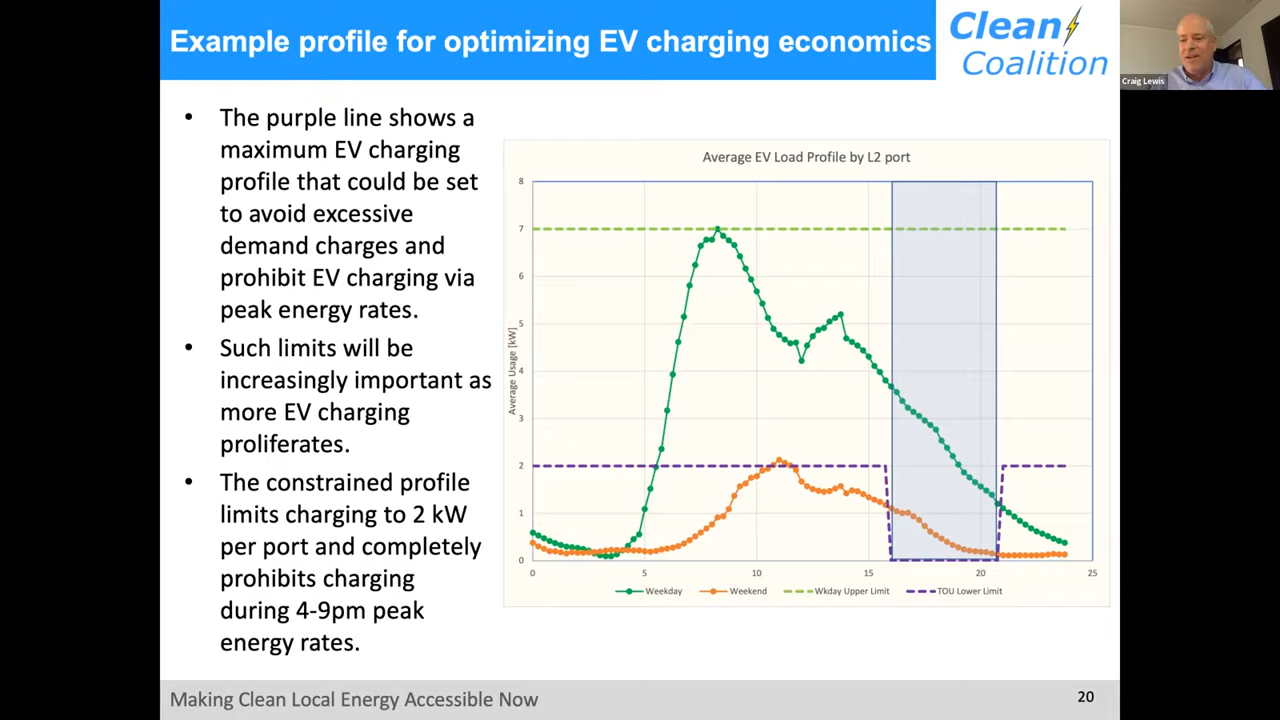 Example profile for optimizing EV charging economics
Clean
Coalition
Craig Lewis
• The purple line shows a
maximum EV charging
profile that could be set
to avoid excessive
demand charges and
prohibit EV charging via
peak energy rates.
• Such limits will be
increasingly important as
more EV charging
proliferates.
• The constrained profile
limits charging to 2 kW
per port and completely
prohibits charging
during 4-9pm peak
energy rates.
Average EV Load Profile by L2 port
Average Usage [kW]
8
7
6
5
4
3
2
1
0
0 5 10 15 20 25
Weekday Weekend Wkday Upper Limit TOU Lower Limit
Making Clean Local Energy Accessible Now
20